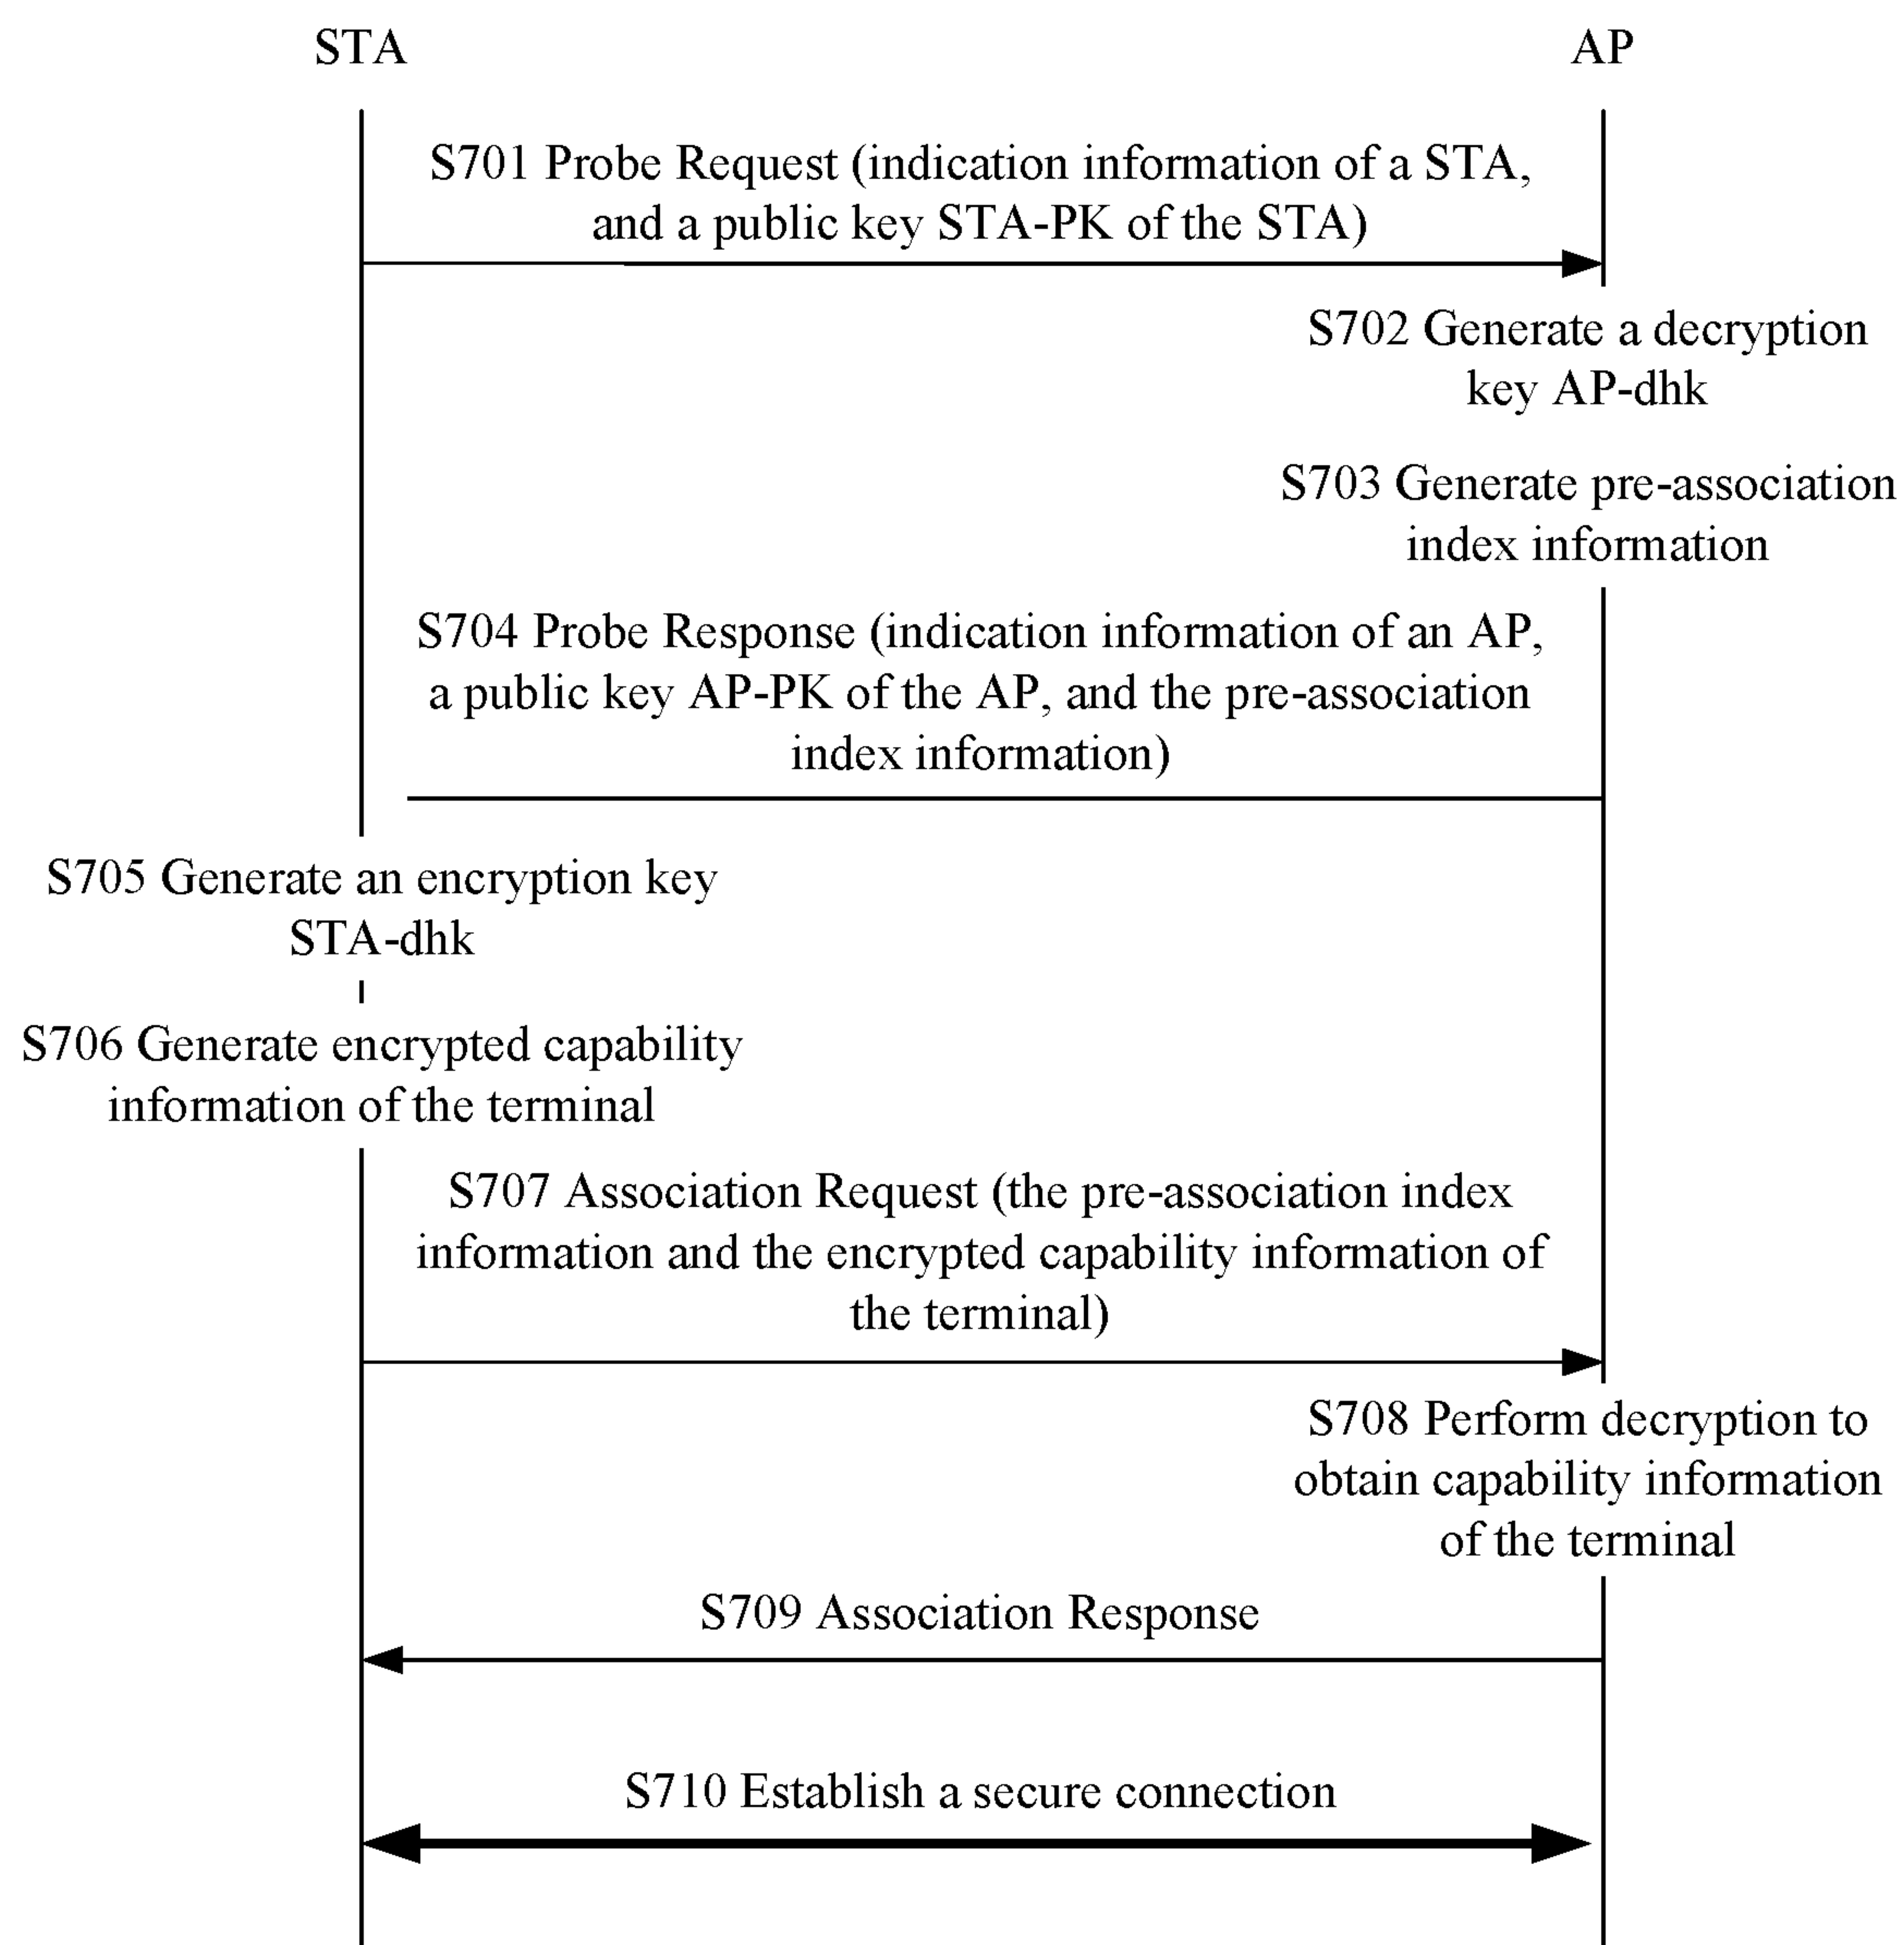 STA
AP
S701 Probe Request (indication information of a STA,
and a public key STA-PK of the STA)
S702 Generate a decryption
key AP-dhk
S703 Generate pre-association
index information
S704 Probe Response (indication information of an AP,
a public key AP-PK of the AP, and the pre-association
index information)
S705 Generate an encryption key
STA-dhk
S706 Generate encrypted capability
information of the terminal
S707 Association Request (the pre-association index
information and the encrypted capability information of
the terminal)
S708 Perform decryption to
obtain capability information
of the terminal
S709 Association Response
S710 Establish a secure connection